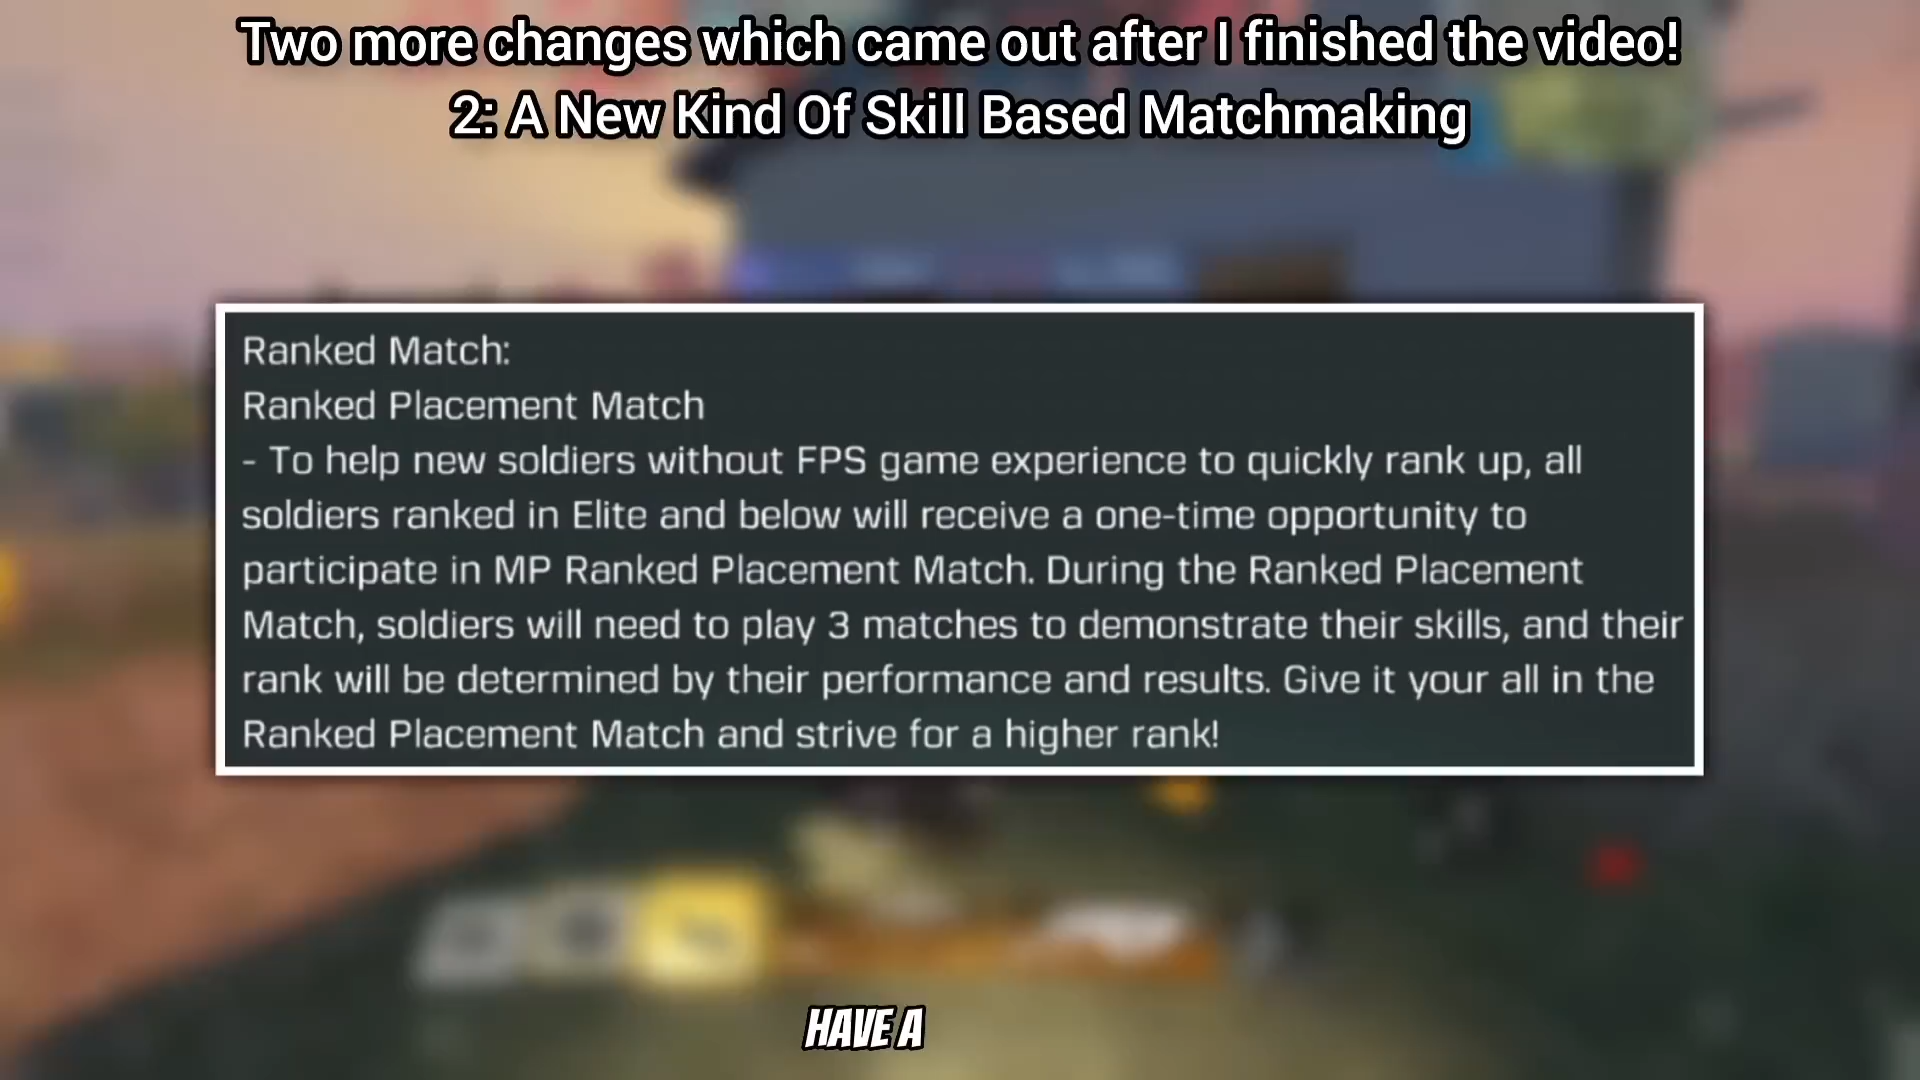 Two more changes which came out after I finished the video!
2: A New Kind Of Skill Based Matchmaking
Ranked Match:
Ranked Placement Match
- To help new soldiers without FPS game experience to quickly rank up, all
soldiers ranked in Elite and below will receive a one-time opportunity to
participate in MP Ranked Placement Match. During the Ranked Placement
Match, soldiers will need to play 3 matches to demonstrate their skills, and their
rank will be determined by their performance and results. Give it your all in the
Ranked Placement Match and strive for a higher rank!
HAVE A